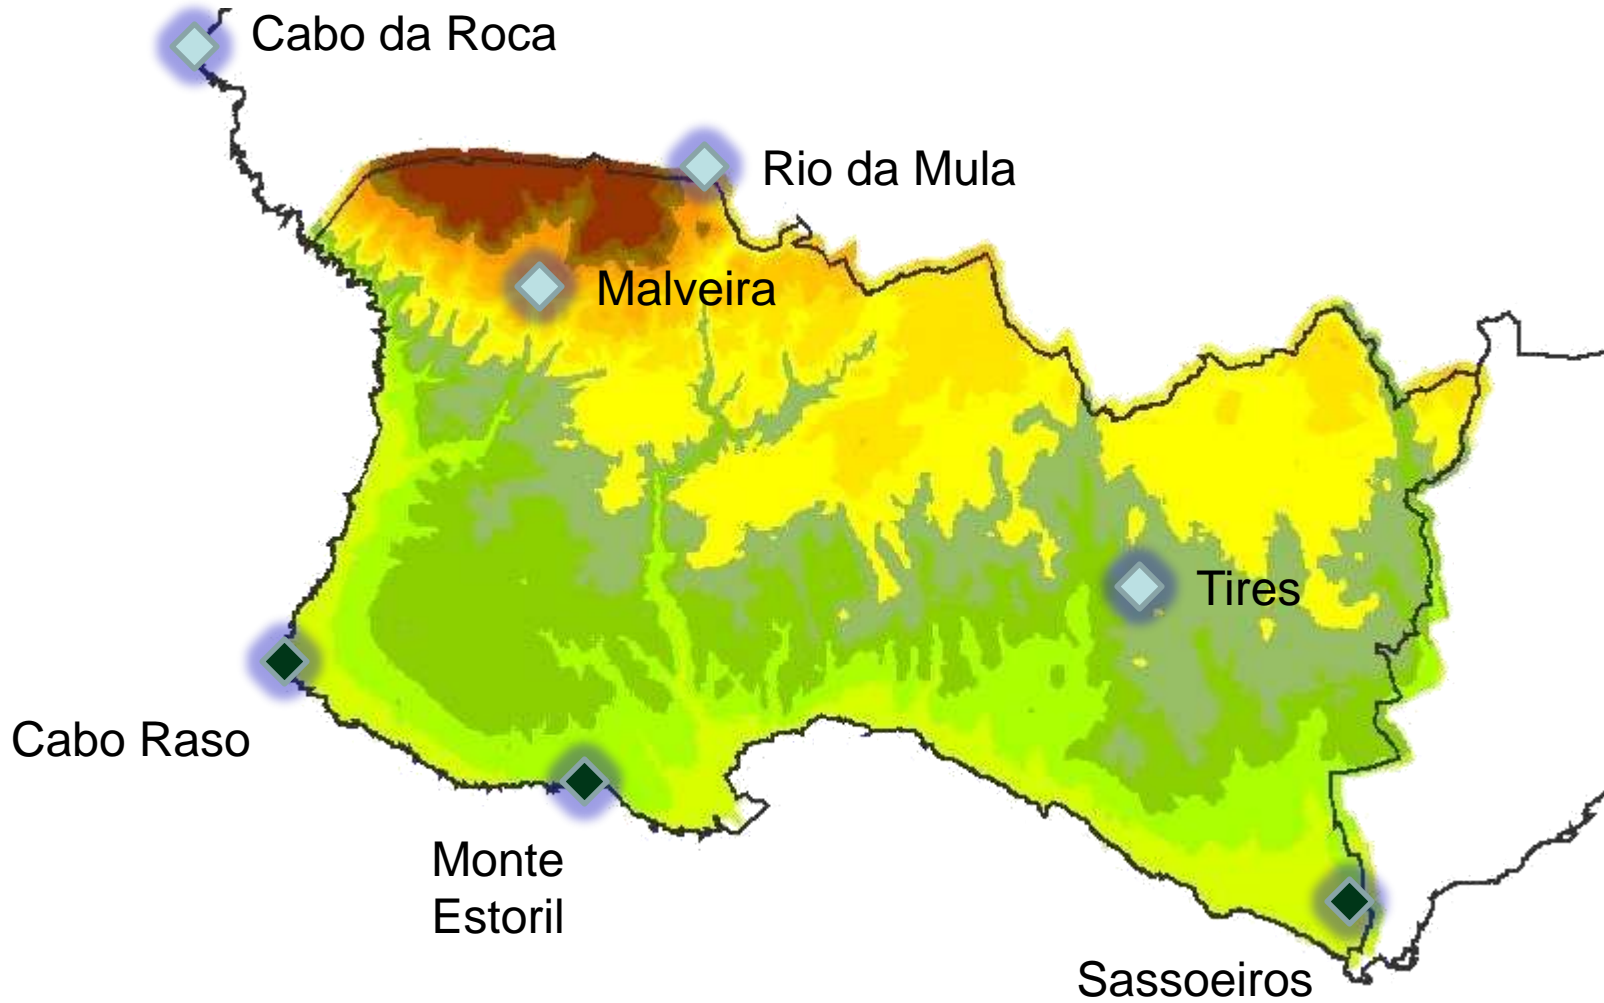 Cabo da Roca
Rio da Mula
Malveira
Tires
Cabo Raso
Monte
Estoril
Sassoeiros